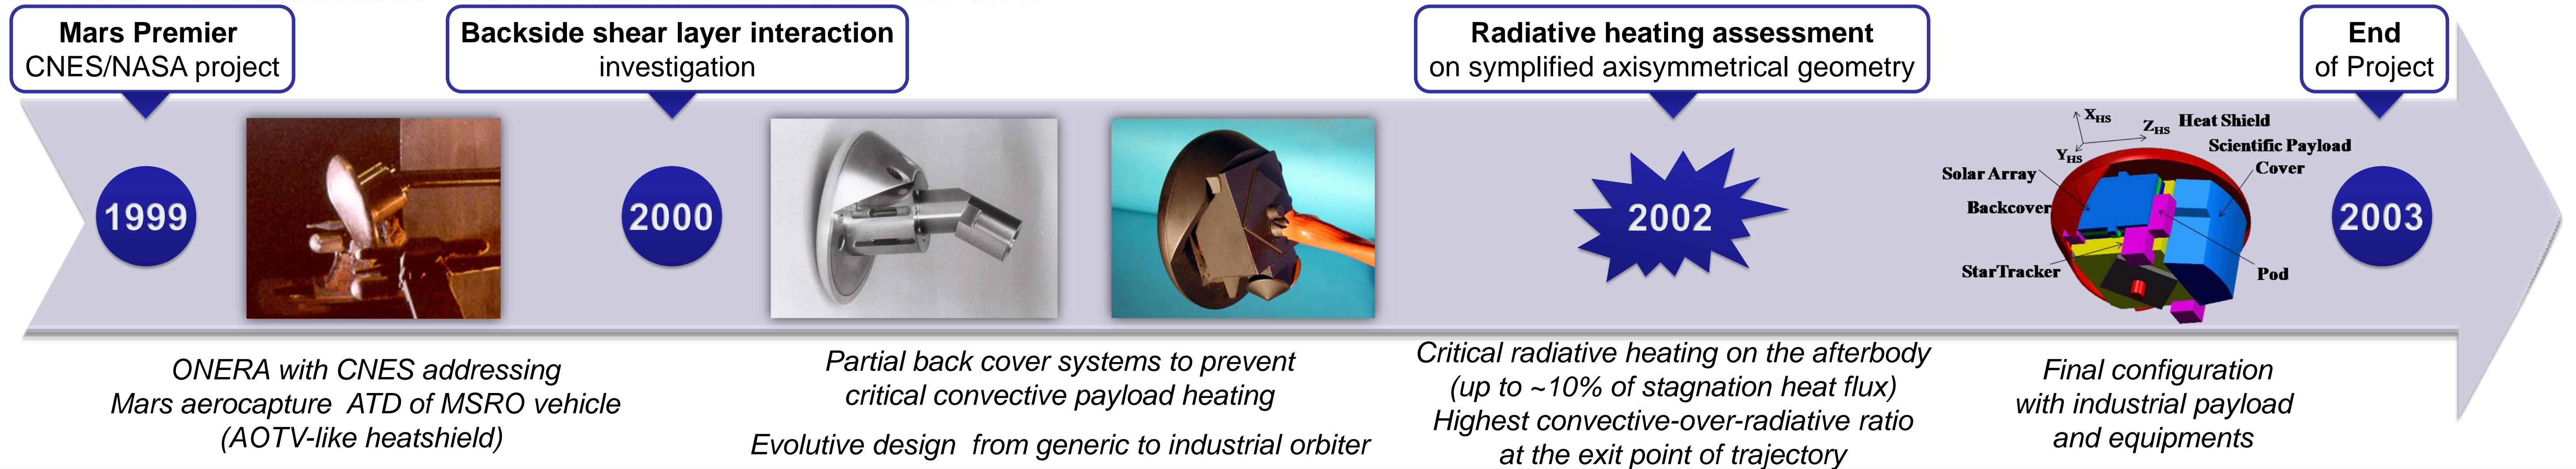 Mars Premier
CNES/NASA project
Backside shear layer interaction
investigation
Radiative heating assessment
on symplified axisymmetrical geometry
End
of Project
1999
2000
2002
2003
X_HS
Z_HS
Y_HS
Heat Shield
Scientific Payload
Cover
Solar Array
Backcover
StarTracker
Pod
ONERA with CNES addressing
Mars aerocapture ATD of MSRO vehicle
(AOTV-like heatshield)
Partial back cover systems to prevent
critical convective payload heating
Evolutive design from generic to industrial orbiter
Critical radiative heating on the afterbody
(up to ~10% of stagnation heat flux)
Highest convective-over-radiative ratio
at the exit point of trajectory
Final configuration
with industrial payload
and equipments